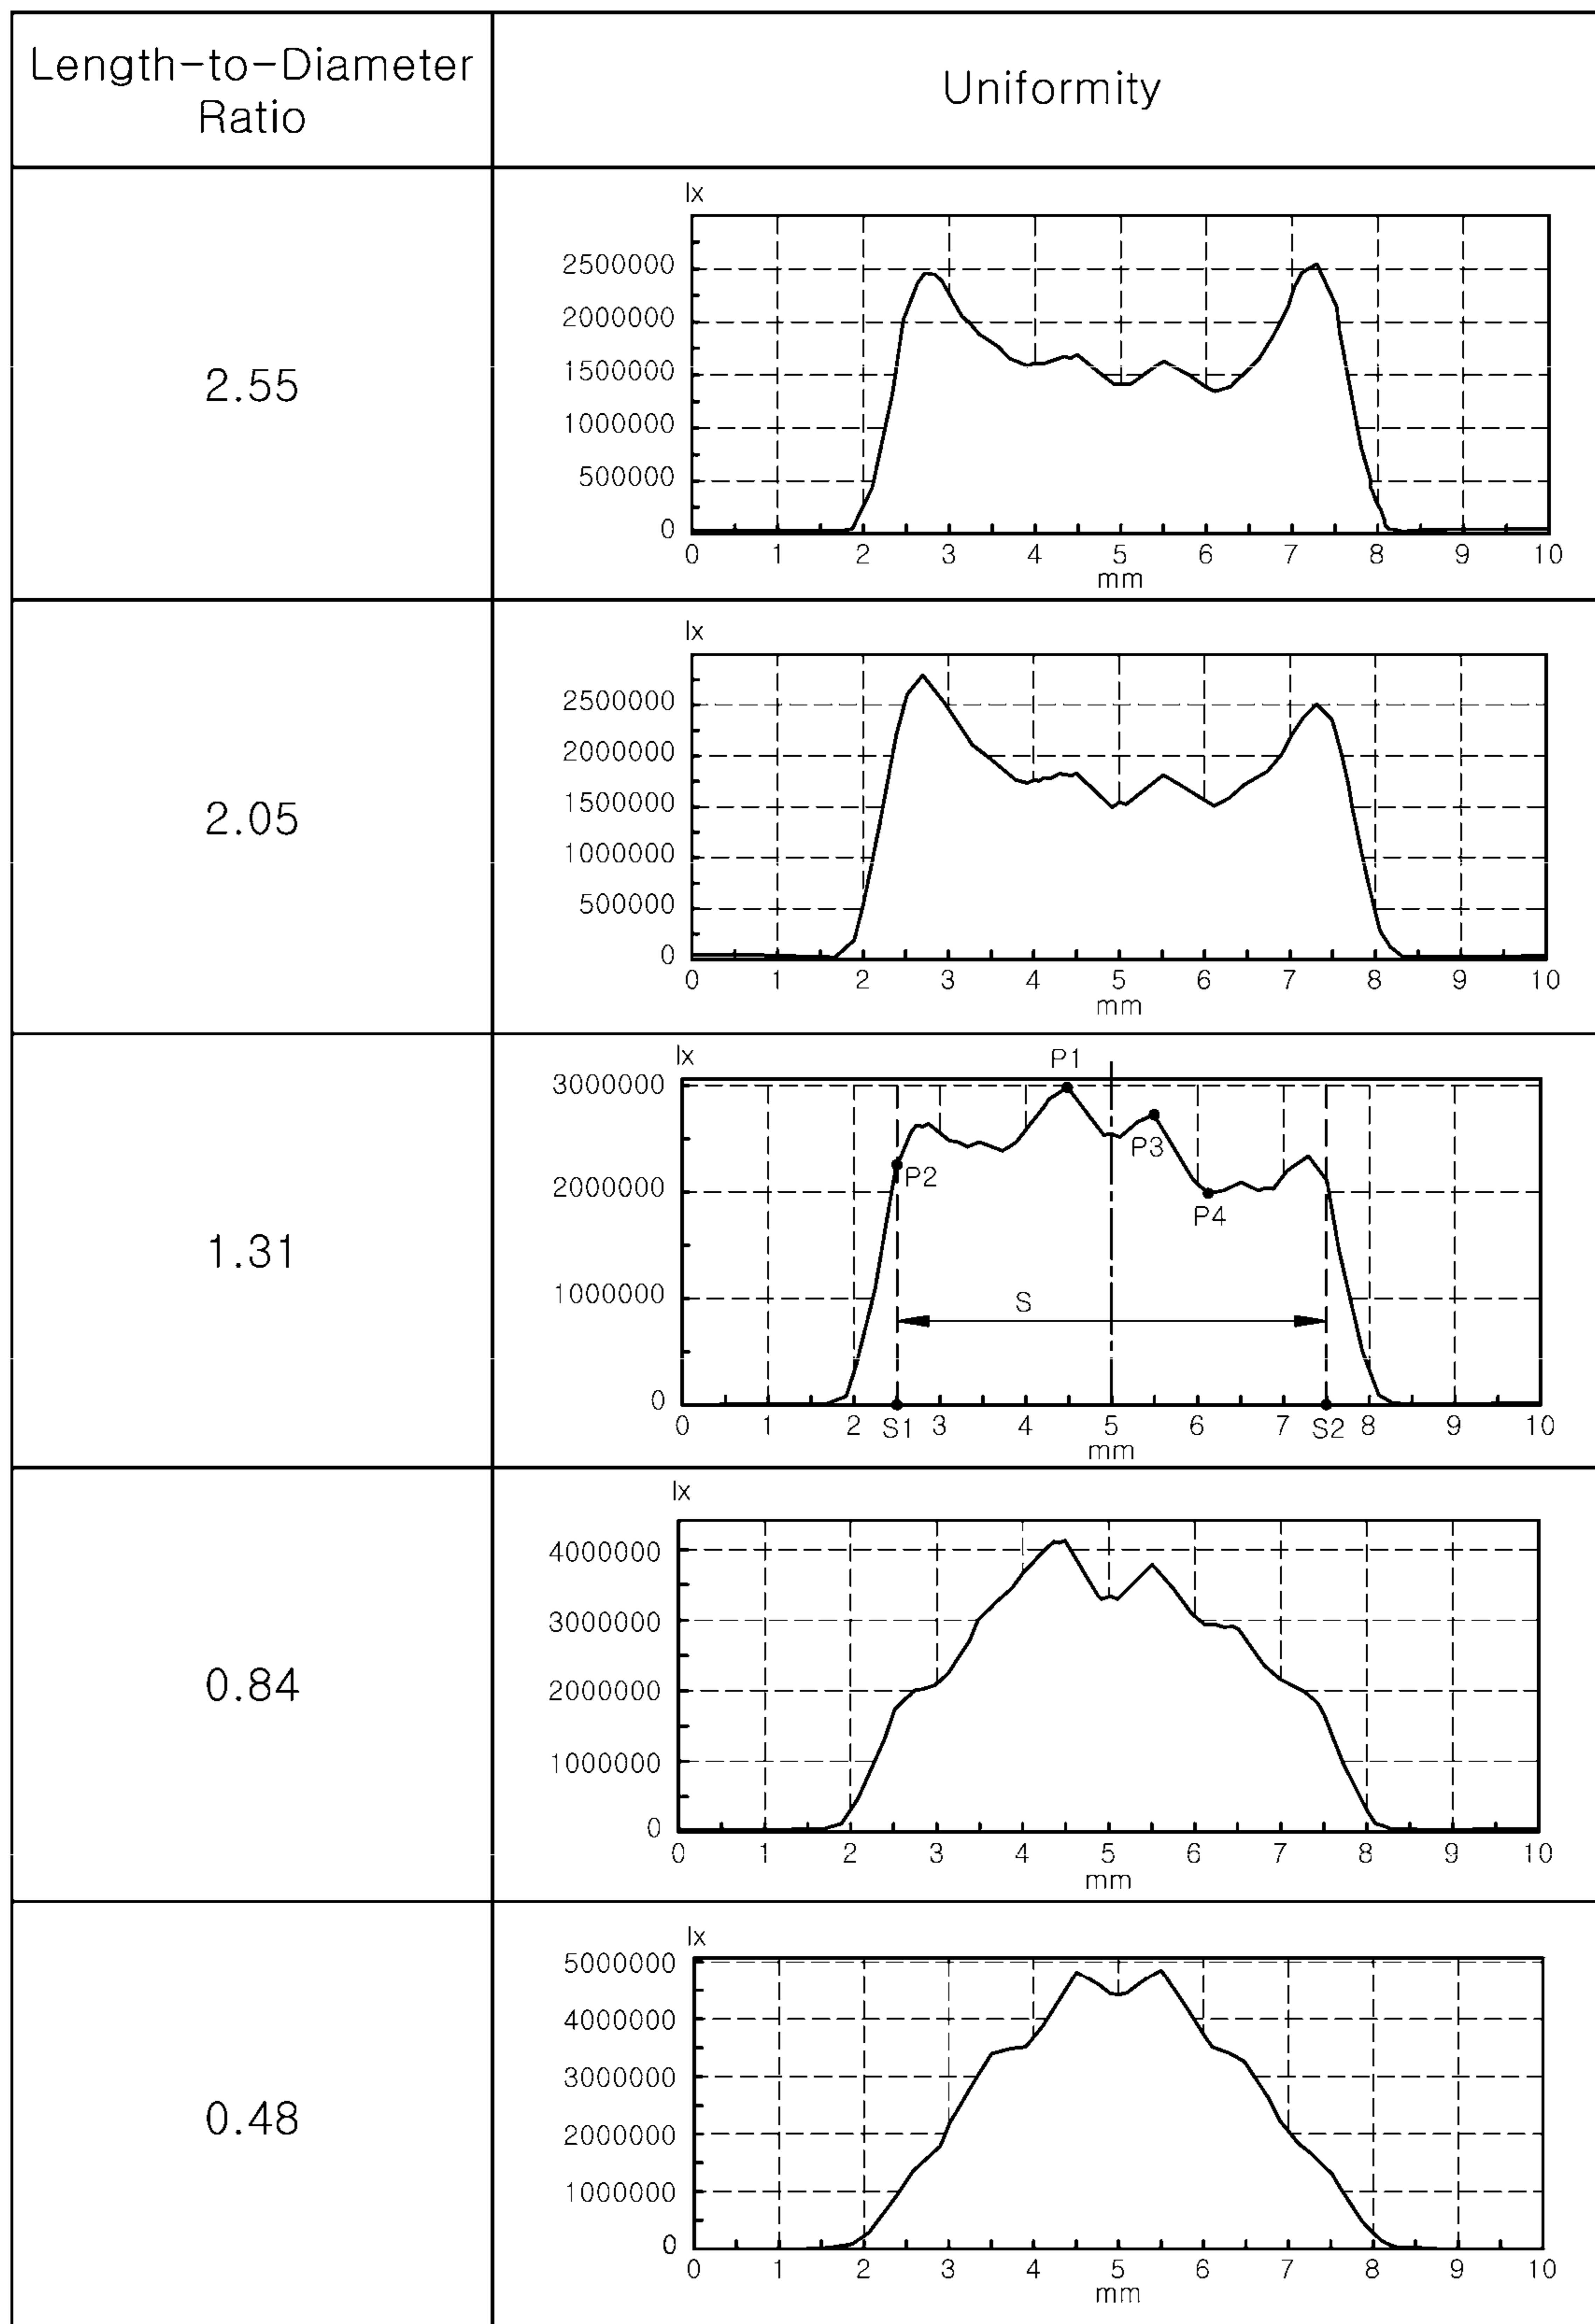 Length-to-Diameter
Ratio
Uniformity
2.55
lx
2500000
2000000
1500000
1000000
500000
0
0 1 2 3 4 5 6 7 8 9 10
mm
2.05
lx
2500000
2000000
1500000
1000000
500000
0
0 1 2 3 4 5 6 7 8 9 10
mm
1.31
lx
P1
3000000
P3
P2
2000000
P4
1000000
S
0
0 1 2 S1 3 4 5 6 7 S2 8 9 10
mm
0.84
lx
4000000
3000000
2000000
1000000
0
0 1 2 3 4 5 6 7 8 9 10
mm
0.48
lx
5000000
4000000
3000000
2000000
1000000
0
0 1 2 3 4 5 6 7 8 9 10
mm